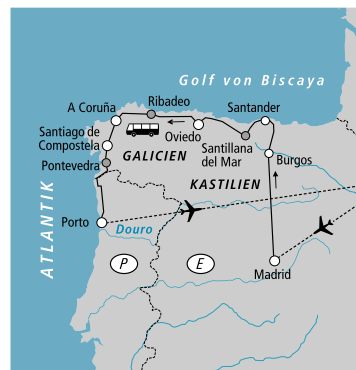 Golf von Biscaya
A Coruña
Ribadeo
Santander
Santiago de
Compostela
Oviedo
Santillana
del Mar
GALICIEN
Burgos
Pontevedra
KASTILIEN
ATLANTIK
Porto
Douro
P
E
Madrid